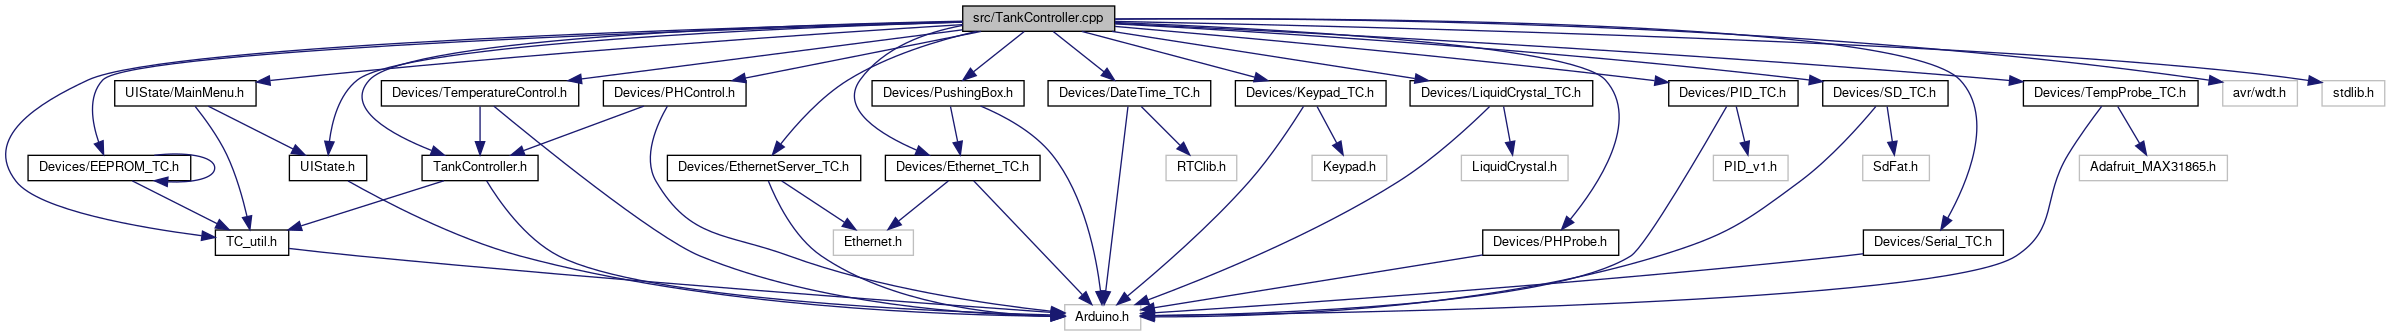 src/TankController.cpp
UIState/MainMenu.h
Devices/TemperatureControl.h
Devices/PHControl.h
Devices/PushingBox.h
Devices/DateTime_TC.h
Devices/Keypad_TC.h
Devices/LiquidCrystal_TC.h
Devices/PID_TC.h
Devices/SD_TC.h
Devices/TempProbe_TC.h
avr/wdt.h
stdlib.h
Devices/EEPROM_TC.h
UIState.h
TankController.h
Devices/EthernetServer_TC.h
Devices/Ethernet_TC.h
RTClib.h
Keypad.h
LiquidCrystal.h
PID_v1.h
SdFat.h
Adafruit_MAX31865.h
TC_util.h
Ethernet.h
Devices/PHProbe.h
Devices/Serial_TC.h
Arduino.h